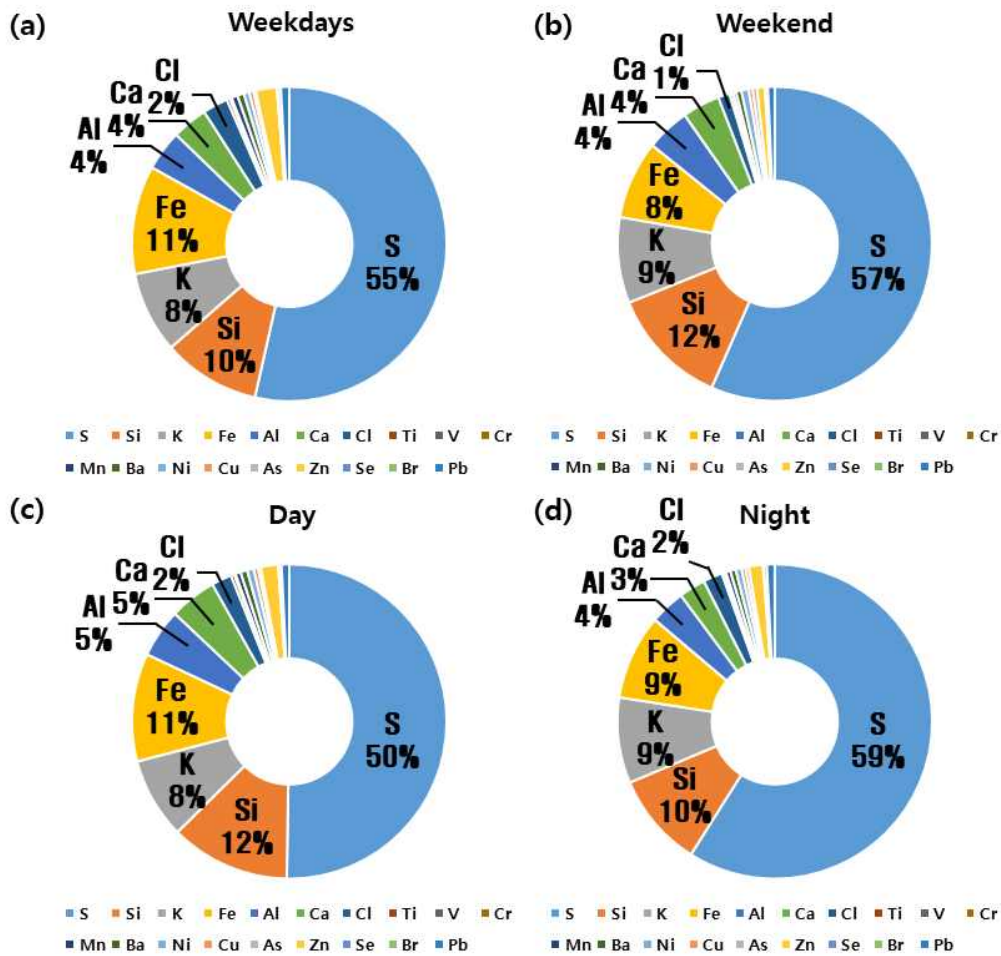 (a)
Weekdays
Cl
2%
Ca
4%
Al
4%
Fe
11%
K
8%
Si
10%
S
55%
S Si K Fe Al Ca Cl Ti V Cr
Mn Ba Ni Cu As Zn Se Br Pb
(b)
Weekend
Cl
1%
Ca
4%
Al
4%
Fe
8%
K
9%
Si
12%
S
57%
S Si K Fe Al Ca Cl Ti V Cr
Mn Ba Ni Cu As Zn Se Br Pb
(c)
Day
Cl
2%
Ca
5%
Al
5%
Fe
11%
K
8%
Si
12%
S
50%
S Si K Fe Al Ca Cl Ti V Cr
Mn Ba Ni Cu As Zn Se Br Pb
(d)
Night
Cl
2%
Ca
3%
Al
4%
Fe
9%
K
9%
Si
10%
S
59%
S Si K Fe Al Ca Cl Ti V Cr
Mn Ba Ni Cu As Zn Se Br Pb